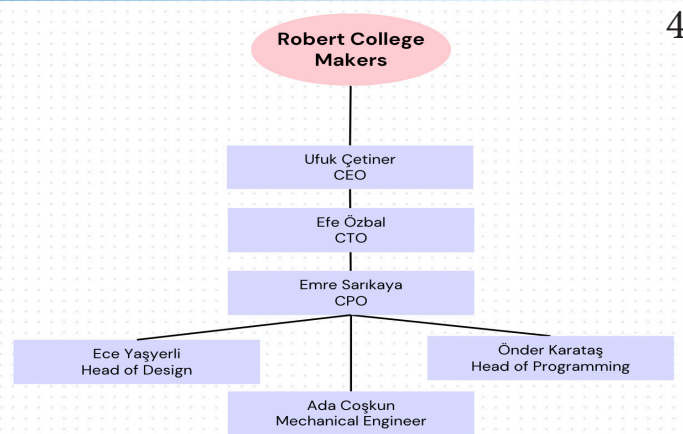 4
Robert College
Makers
Ufuk Çetiner
CEO
Efe Özbal
CTO
Emre Sarıkaya
CPO
Ece Yaşyerli
Head of Design
Önder Karataş
Head of Programming
Ada Coşkun
Mechanical Engineer